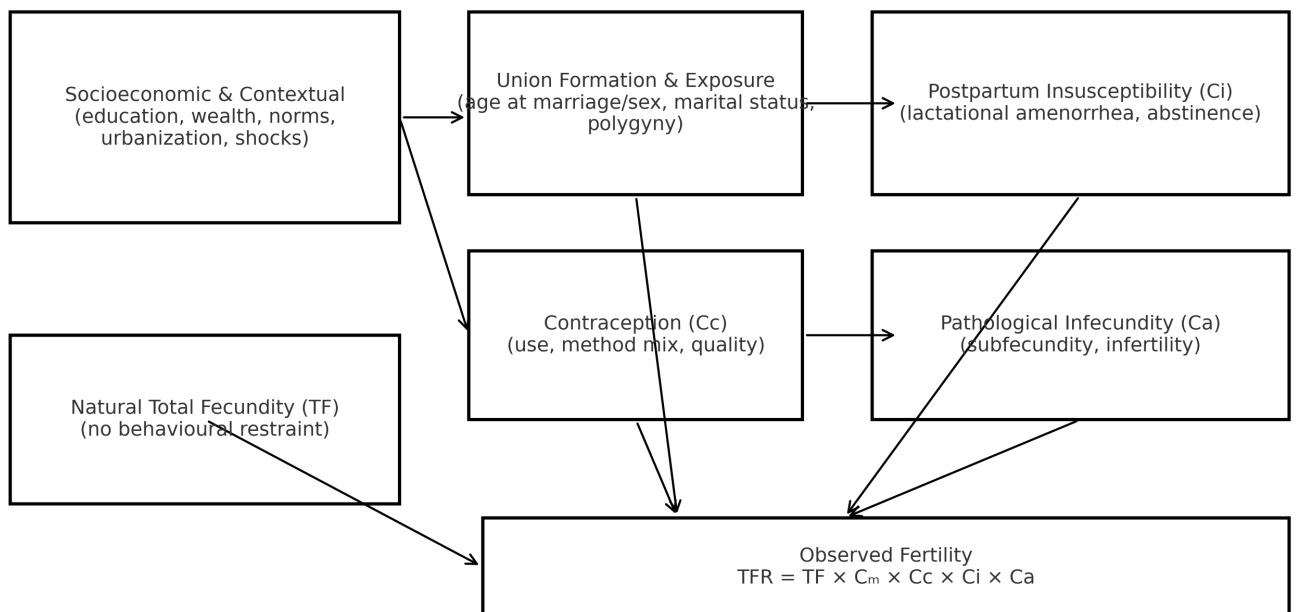 Socioeconomic & Contextual
(education, wealth, norms,
urbanization, shocks)
Union Formation & Exposure
(age at marriage/sex, marital status,
polygyny)
Postpartum Insusceptibility (Ci)
(lactational amenorrhea, abstinence)
Contraception (Cc)
(use, method mix, quality)
Pathological Infecundity (Ca)
(subfecundity, infertility)
Natural Total Fecundity (TF)
(no behavioural restraint)
Observed Fertility
TFR = TF × Cₘ × Cc × Ci × Ca